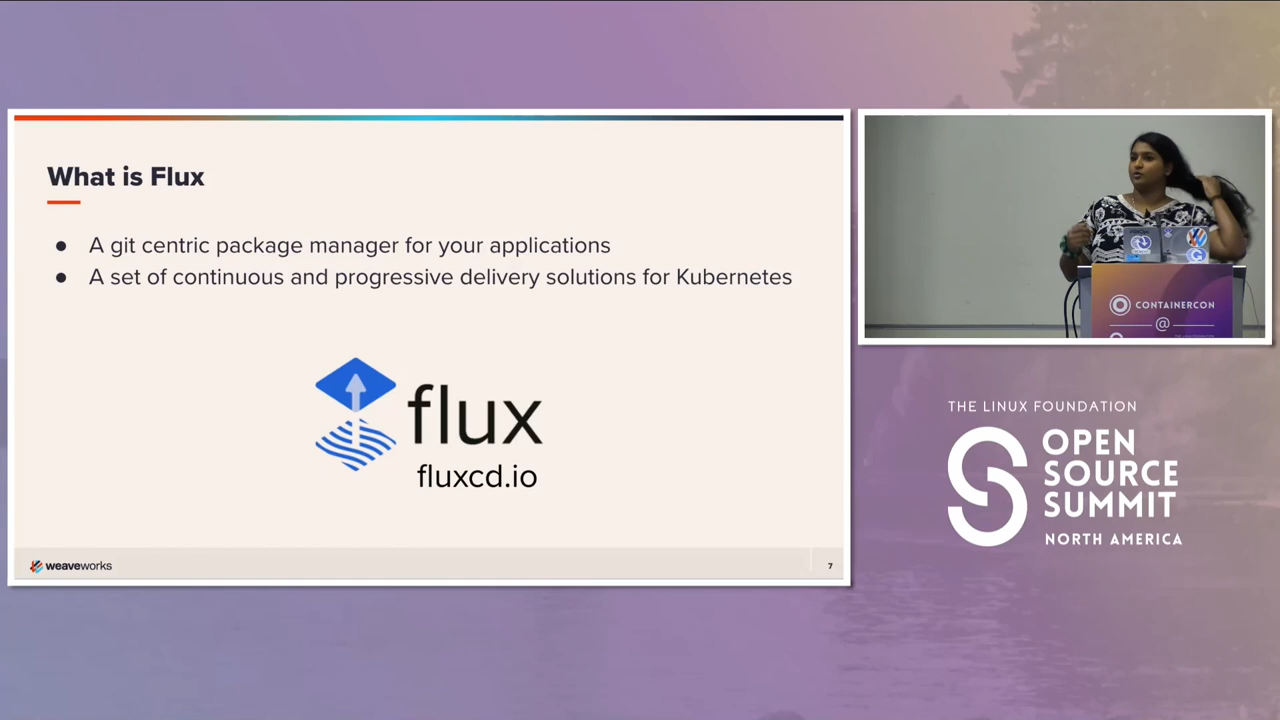 What is Flux
● A git centric package manager for your applications
● A set of continuous and progressive delivery solutions for Kubernetes
flux
fluxcd.io
weaveworks
7
CONTAINERCON
@
THE LINUX FOUNDATION
OPEN
SOURCE
SUMMIT
NORTH AMERICA